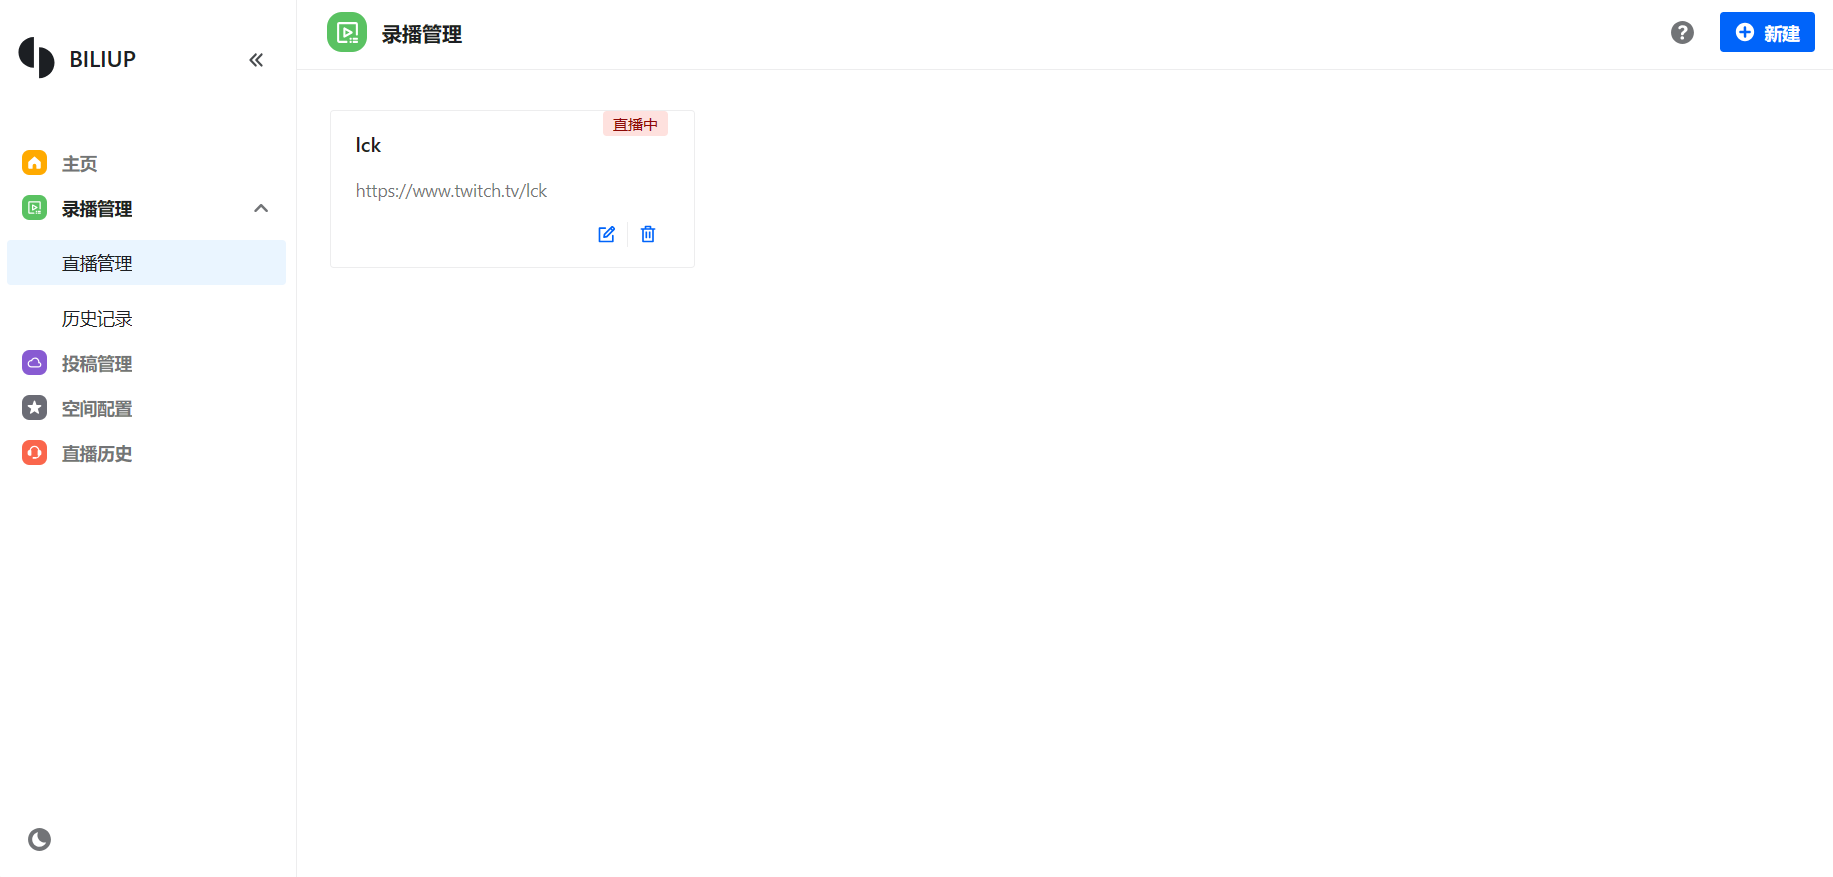 BILIUP
主页
录播管理
直播管理
历史记录
投稿管理
空间配置
直播历史
录播管理
新建
直播中
lck
https://www.twitch.tv/lck